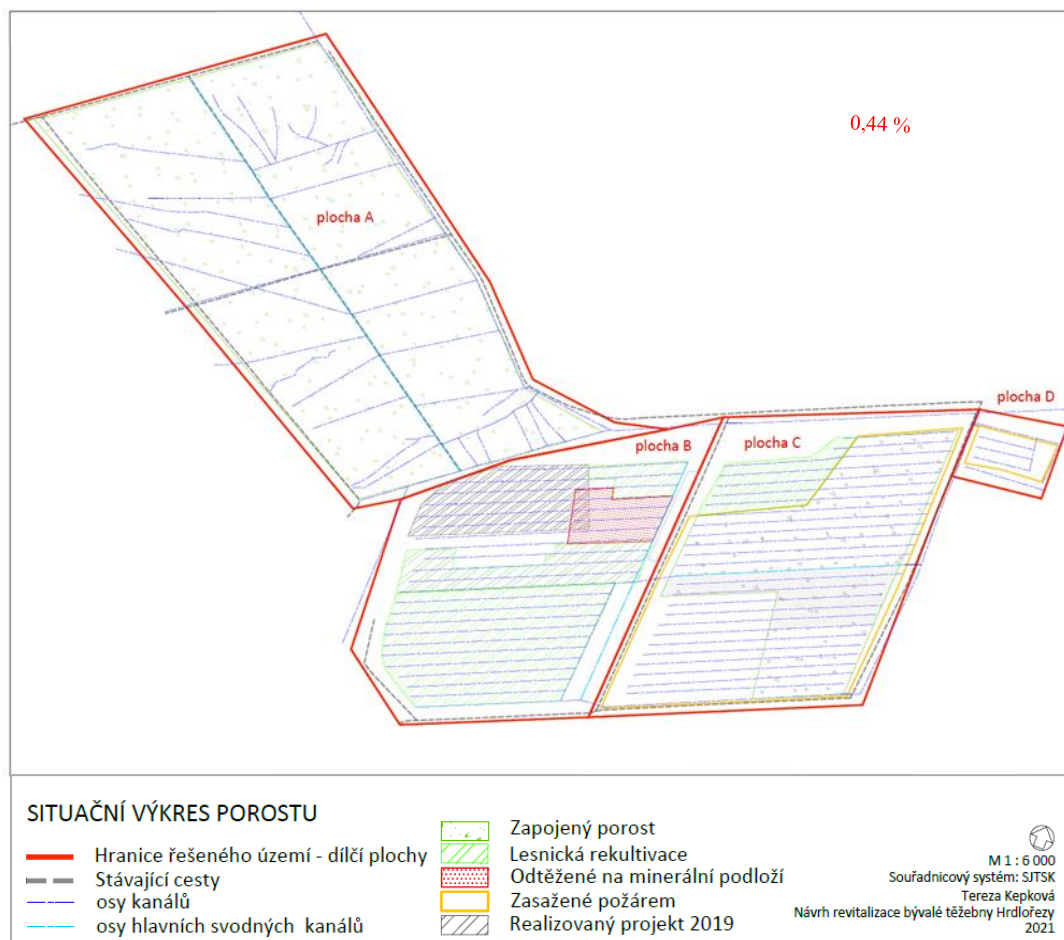 0,44 %
plocha A
plocha D
plocha B
plocha C
SITUAČNÍ VÝKRES POROSTU
Hranice řešeného území - dílčí plochy
Stávající cesty
osy kanálů
osy hlavních svodných kanálů
Zapojený porost
Lesnická rekultivace
Odtěžené na minerální podloží
Zasažené požárem
Realizovaný projekt 2019
M 1 : 6 000
Souřadnicový systém: SJTSK
Tereza Kepková
Návrh revitalizace bývalé těžebny Hrdlořezy
2021